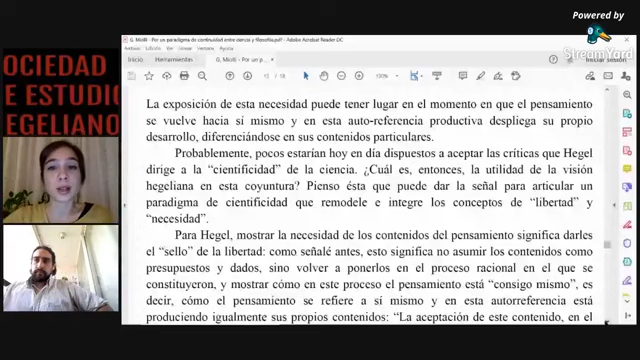 Powered by
StreamYard
OCIEDAD
E ESTUDIO
EGELIANO
G. Miolli - Por un paradigma de continuidad entre ciencia y filosofía.pdf - Adobe Acrobat Reader DC
Inicio Herramientas G. Miolli - Por un p... Iniciar sesión
La exposición de esta necesidad puede tener lugar en el momento en que el pensamiento
se vuelve hacia sí mismo y en esta auto-referencia productiva despliega su propio
desarrollo, diferenciándose en sus contenidos particulares.
Probablemente, pocos estarían hoy en día dispuestos a aceptar las críticas que Hegel
dirige a la “cientificidad” de la ciencia. ¿Cuál es, entonces, la utilidad de la visión
hegeliana en esta coyuntura? Pienso ésta que puede dar la señal para articular un
paradigma de cientificidad que remodele e integre los conceptos de “libertad” y
“necesidad”.
Para Hegel, mostrar la necesidad de los contenidos del pensamiento significa darles
el “sello” de la libertad: como señalé antes, esto significa no asumir los contenidos como
presupuestos y dados, sino volver a ponerlos en el proceso racional en el que se
constituyeron, y mostrar cómo en este proceso el pensamiento está “consigo mismo”, es
decir, cómo el pensamiento se refiere a sí mismo y en esta autorreferencia está
produciendo igualmente sus propios contenidos: “La aceptación de este contenido, en el